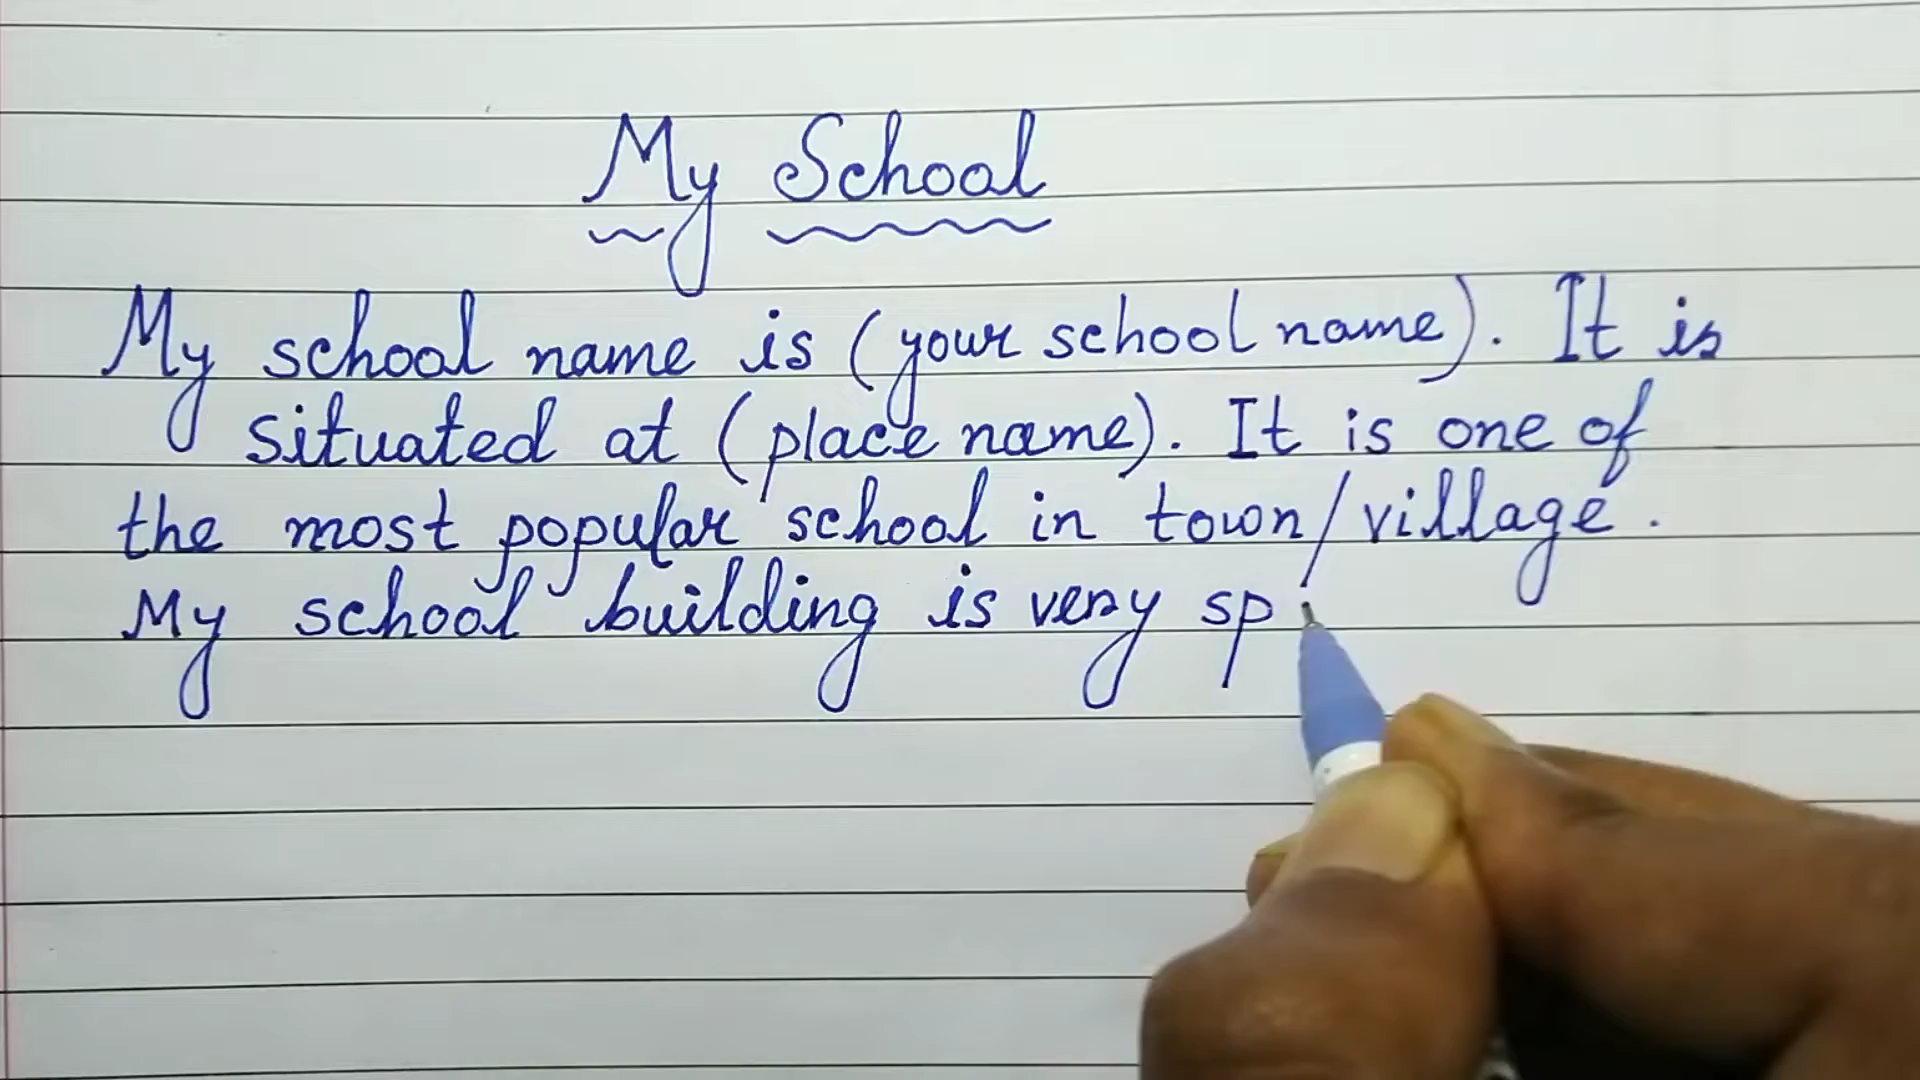 My School
My school name is (your school name). It is
situated at (place name). It is one of
the most popular school in town/village.
My school building is very sp